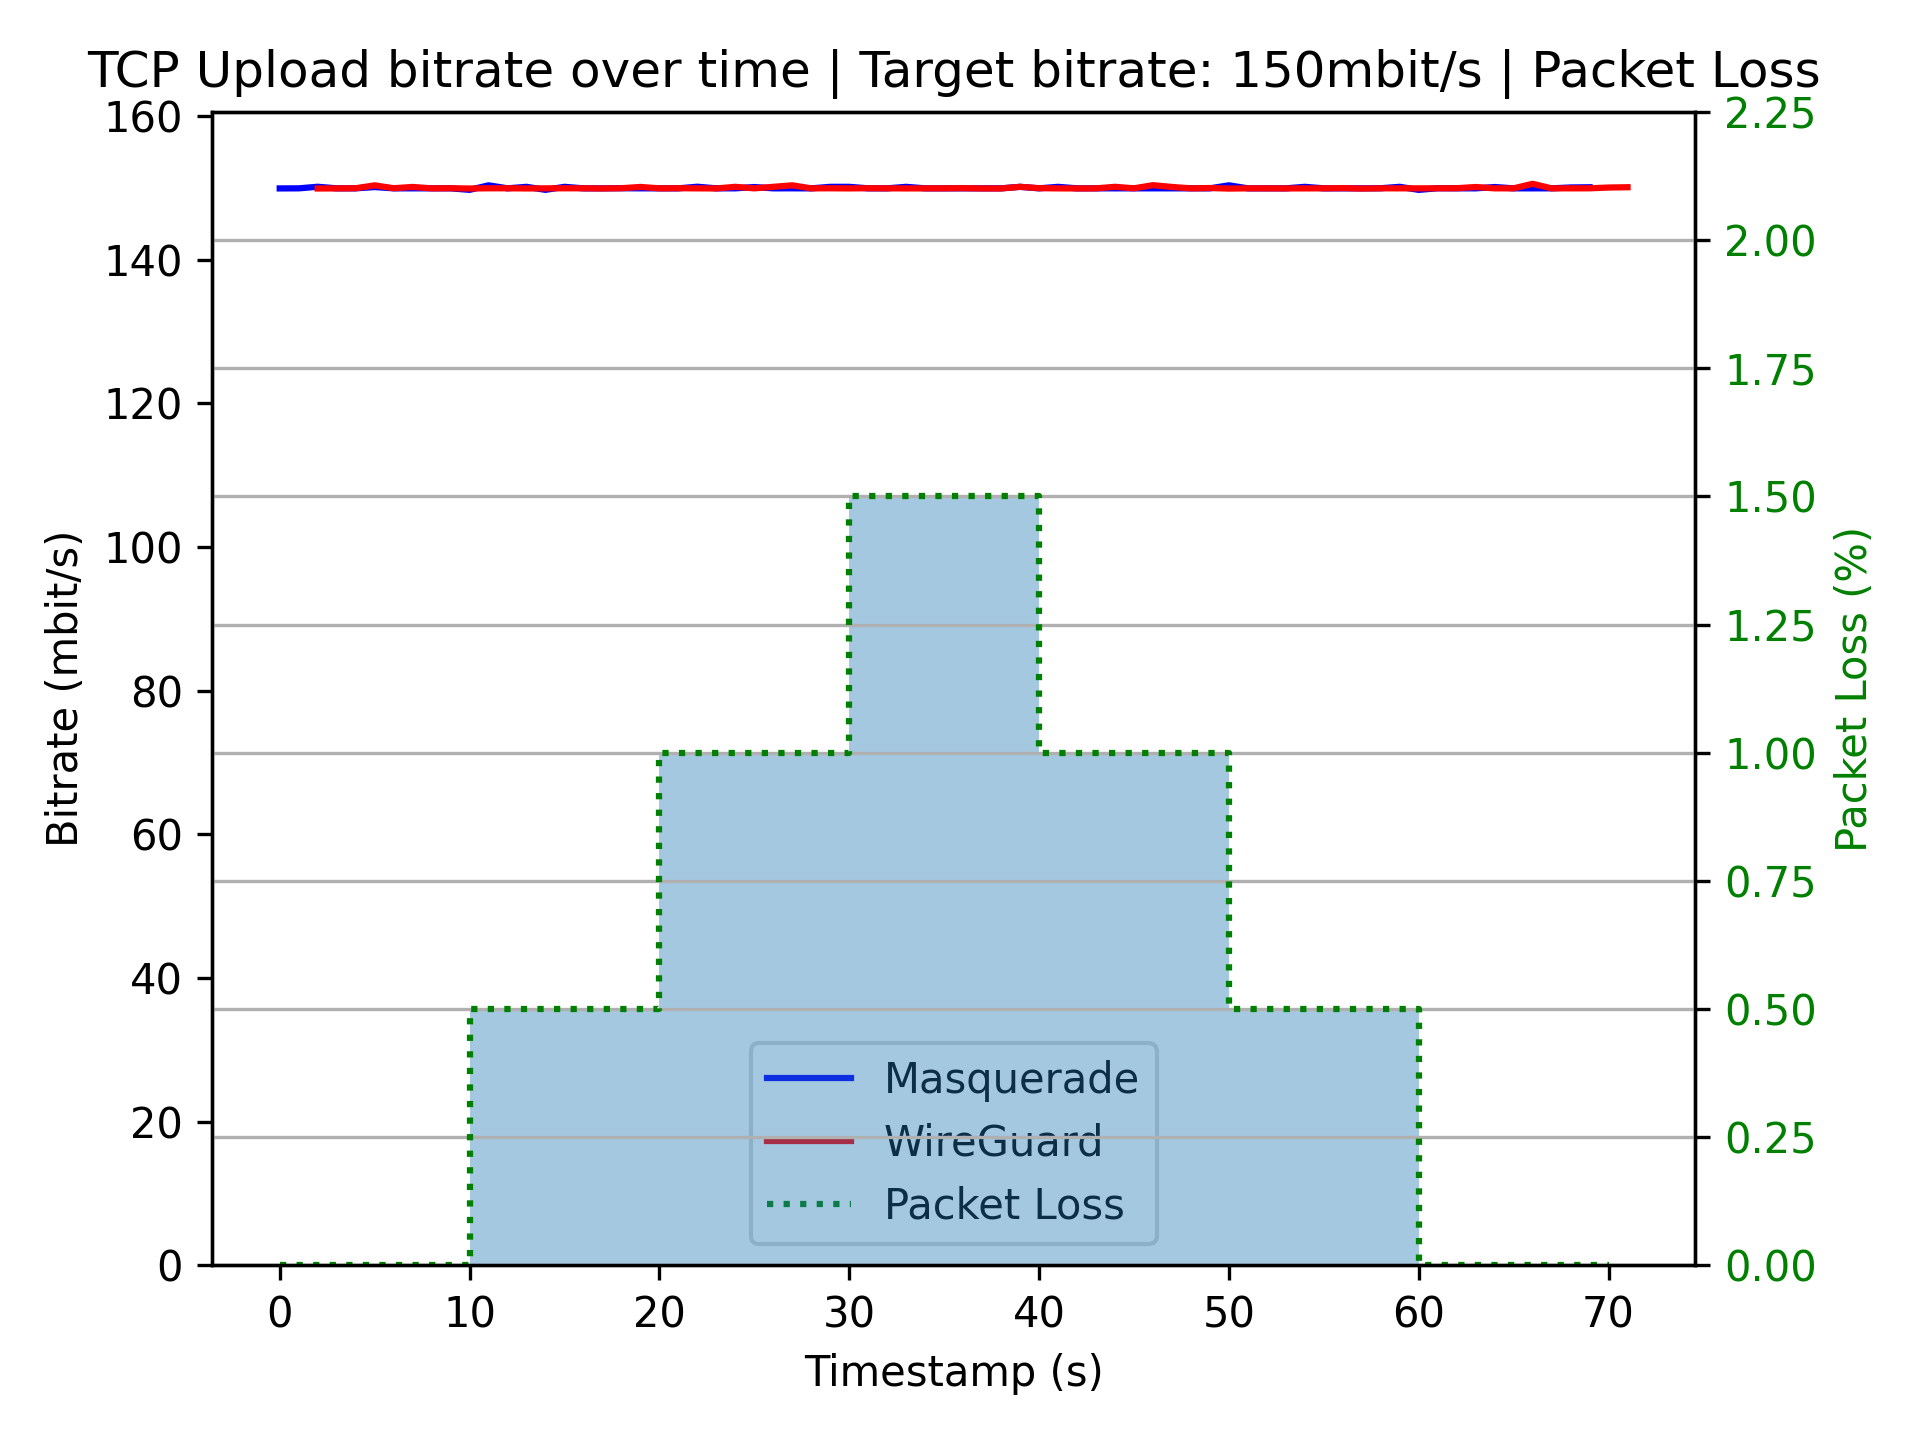 TCP Upload bitrate over time | Target bitrate: 150mbit/s | Packet Loss
160
140
120
100
80
60
40
20
0
Bitrate (mbit/s)
2.25
2.00
1.75
1.50
1.25
1.00
0.75
0.50
0.25
0.00
Packet Loss (%)
Masquerade
WireGuard
Packet Loss
0 10 20 30 40 50 60 70
Timestamp (s)